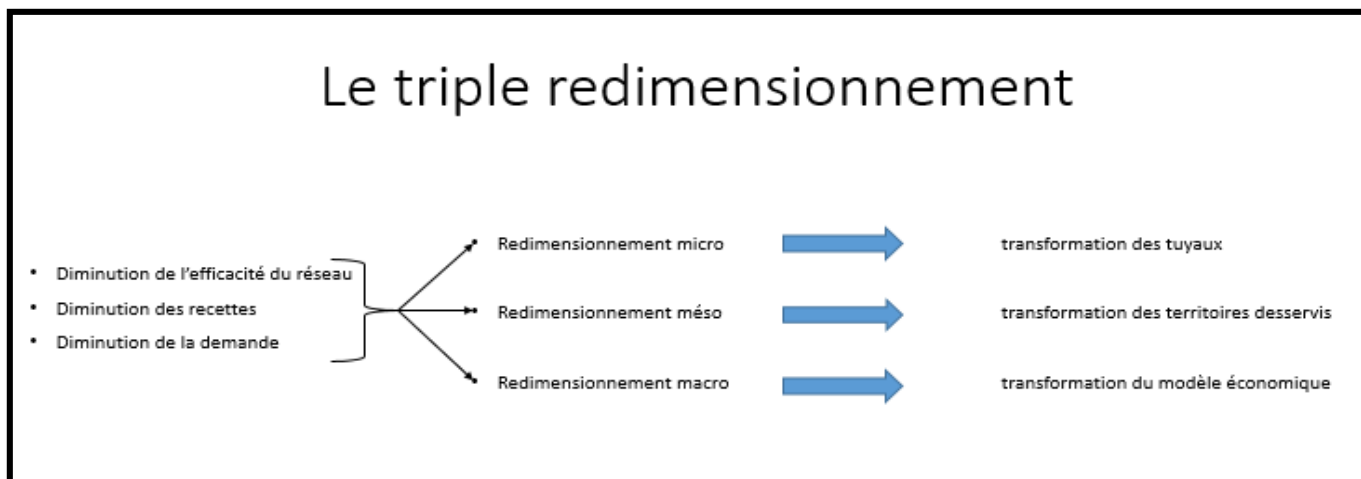 Le triple redimensionnement
• Diminution de l'efficacité du réseau
• Diminution des recettes
• Diminution de la demande
Redimensionnement micro
transformation des tuyaux
Redimensionnement méso
transformation des territoires desservis
Redimensionnement macro
transformation du modèle économique